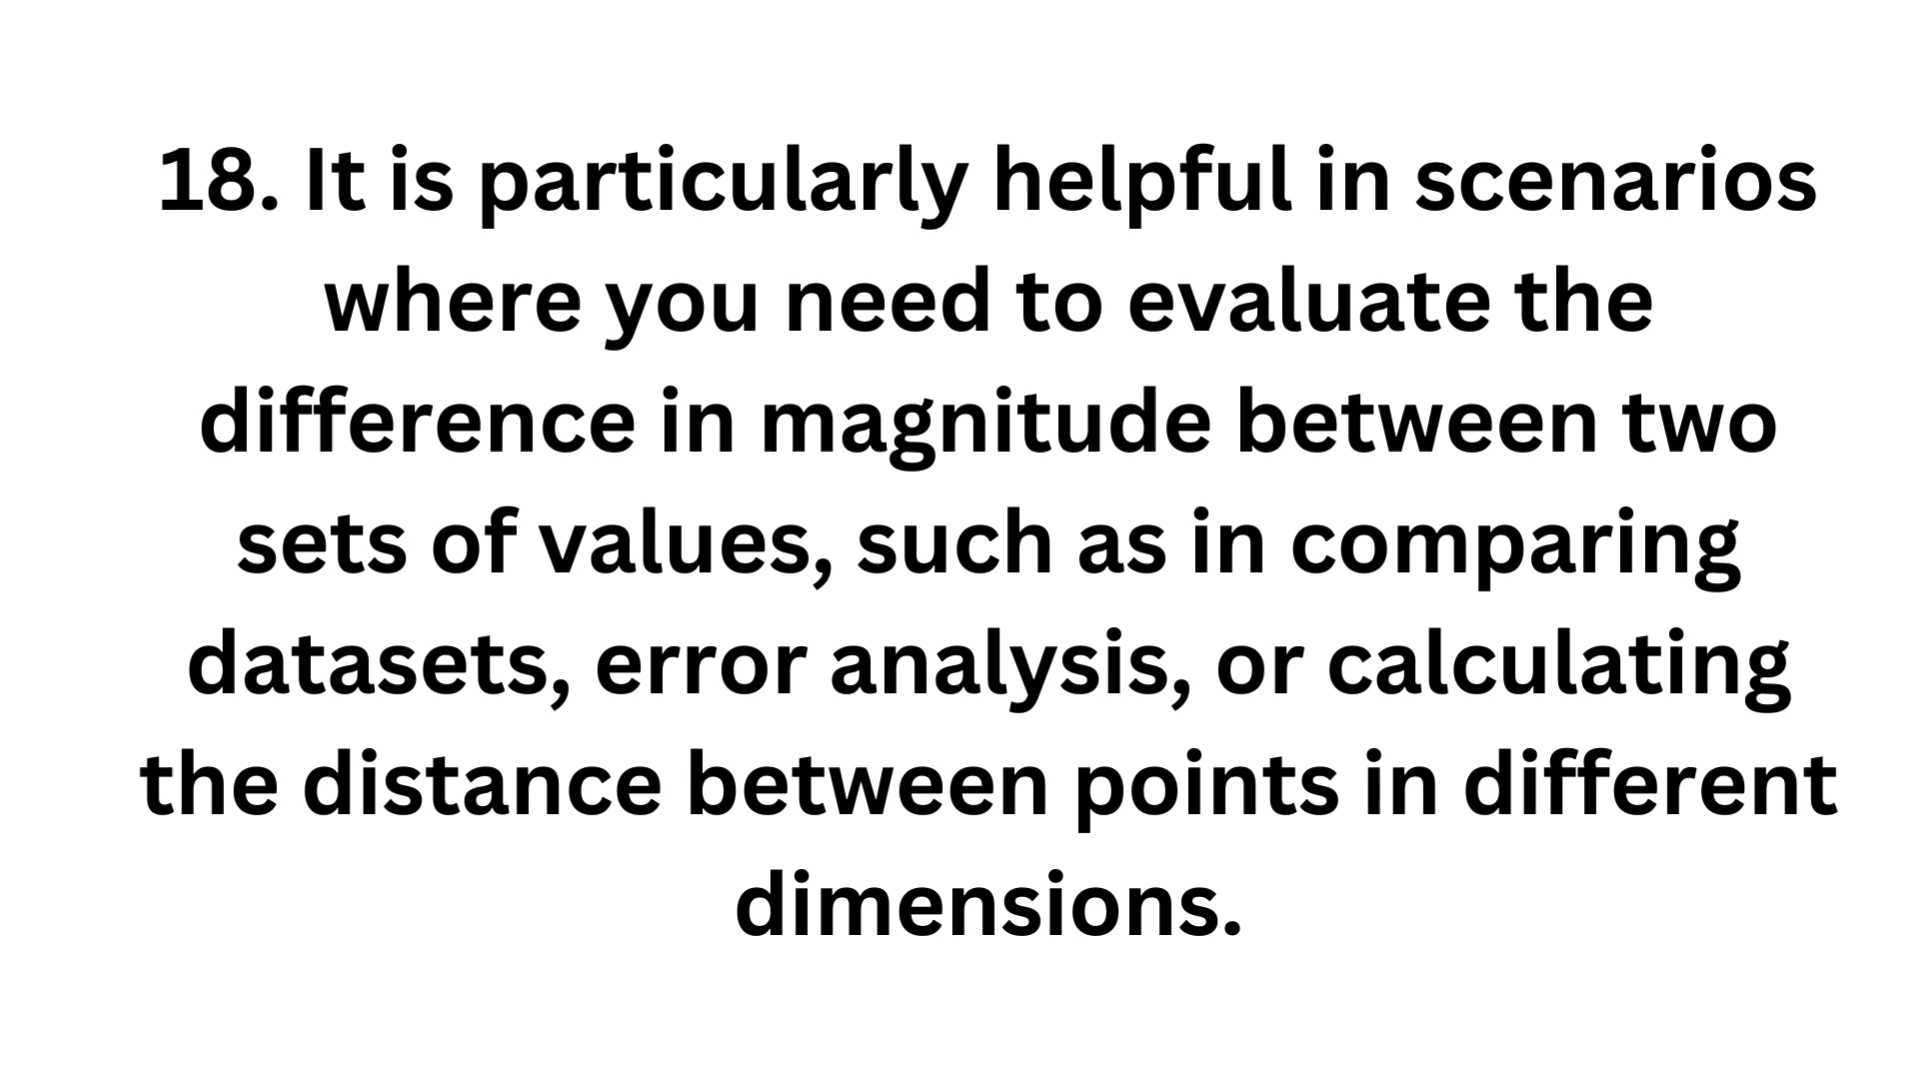 18. It is particularly helpful in scenarios
where you need to evaluate the
difference in magnitude between two
sets of values, such as in comparing
datasets, error analysis, or calculating
the distance between points in different
dimensions.